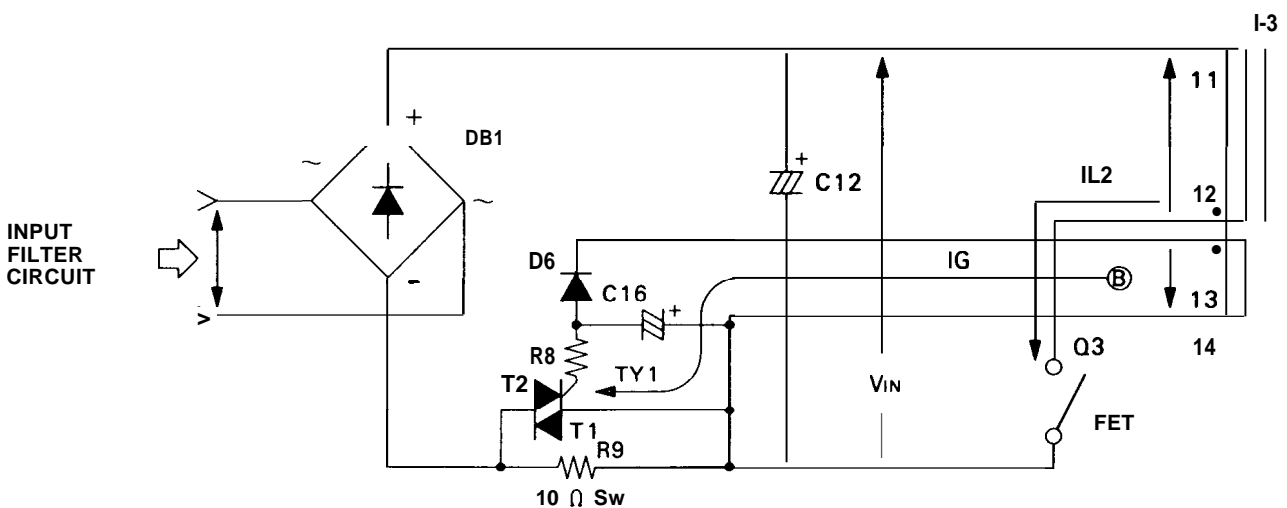 I-3
11
+
DB1
~
+
C12
IL2
~
12
INPUT
FILTER
CIRCUIT
D6
IG
B
-
C16
+
13
R8
Q3
14
T2
TY1
VIN
FET
T1
R9
10 Ω Sw